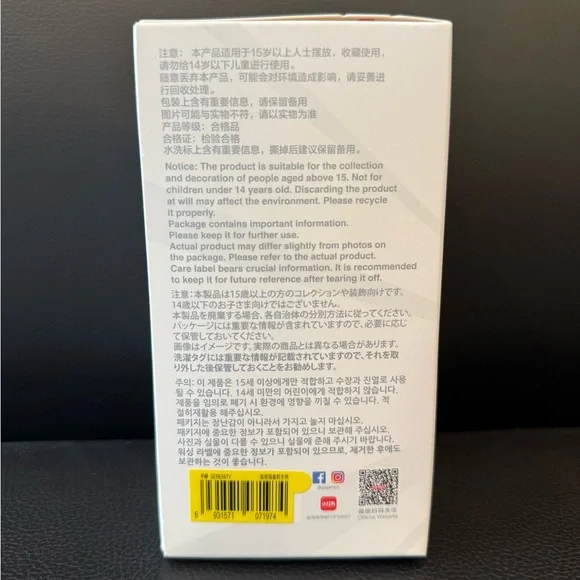 注意： 本产品适用于15岁以上人士摆放，收藏使用，
请勿给14岁以下儿童进行使用。
随意丢弃本产品，可能会对环境造成影响，请妥善进
行回收处理。
包装上含有重要信息，请保留备用
图片可能与实物不符，请以实物为准
产品等级：合格品
合格证：检验合格
水洗标上含有重要信息，撕掉后建议保留备用。
Notice: The product is suitable for the collection
and decoration of people aged above 15. Not for
children under 14 years old. Discarding the product
at will may affect the environment. Please recycle
it properly.
Package contains important information.
Please keep it for further use.
Actual product may differ slightly from photos on
the package. Please refer to the actual product.
Care label bears crucial information. It is recommended
to keep it for future reference after tearing it off.
注意：本製品は15歳以上の方のコレクションや装飾向けです。
14歳以下のお子さま向けではございません。
本製品を廃棄する場合、各自治体の分別方法に従ってください。
パッケージには重要な情報が含まれていますので、必要に応じ
て保管しておいてください。
画像はイメージです。実際の商品とは異なる場合があります。
洗濯タグには重要な情報が記載されていますので、それを取
り外した後保管しておくことをお勧めします。
주의: 이 제품은 15세 이상에게만 적합하고 수장과 진열로 사용
될 수 있습니다. 14세 미만의 어린이에게 적합하지 않습니다.
제품을 임의로 폐기 시 환경에 영향을 끼칠 수 있습니다. 적
절히재활용 해주십시오.
패키지는 장난감이 아니라서 가지고 놀지 마십시오.
패키지에 중요한 정보가 포함되어 있으니 보관해 주십시오.
사진과 실물이 다를 수 있으니 실물에 준해 주시기 바랍니다.
워싱 라벨에 중요한 정보가 포함되어 있으므로, 제거한 후에도
보관하는 것이 좋습니다.
6 931571 071974
小红书
Official Website